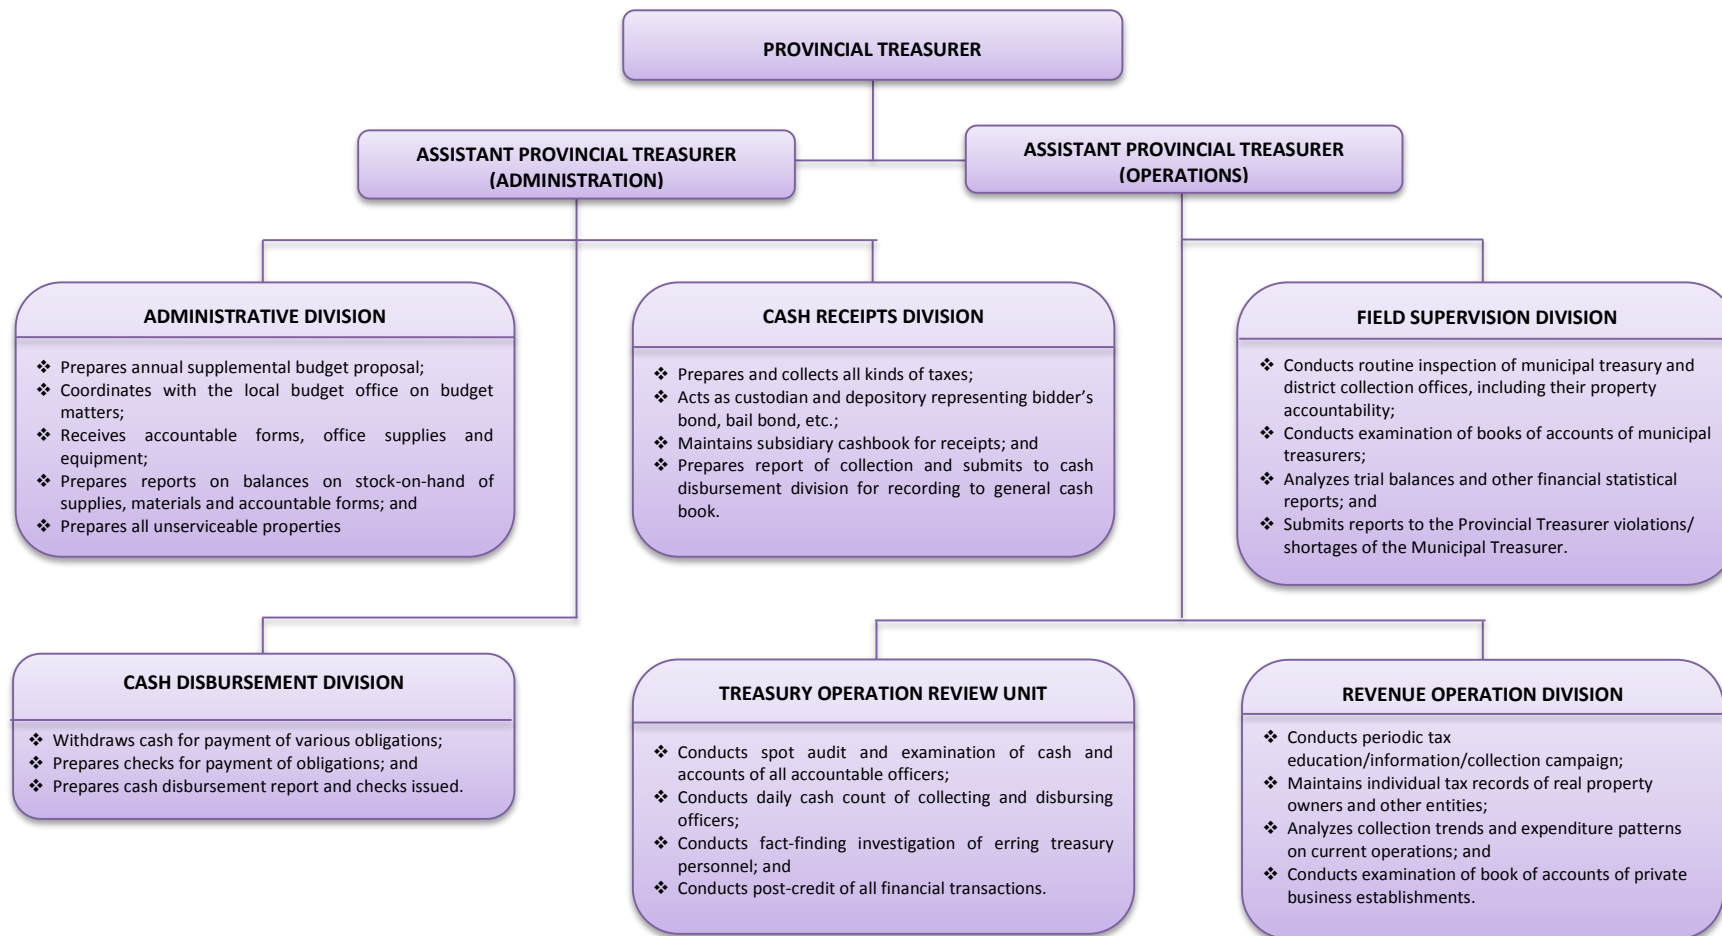 PROVINCIAL TREASURER
ASSISTANT PROVINCIAL TREASURER
(ADMINISTRATION)
ASSISTANT PROVINCIAL TREASURER
(OPERATIONS)
ADMINISTRATIVE DIVISION
❖ Prepares annual supplemental budget proposal;
❖ Coordinates with the local budget office on budget
matters;
❖ Receives accountable forms, office supplies and
equipment;
❖ Prepares reports on balances on stock-on-hand of
supplies, materials and accountable forms; and
❖ Prepares all unserviceable properties
CASH RECEIPTS DIVISION
❖ Prepares and collects all kinds of taxes;
❖ Acts as custodian and depository representing bidder’s
bond, bail bond, etc.;
❖ Maintains subsidiary cashbook for receipts; and
❖ Prepares report of collection and submits to cash
disbursement division for recording to general cash
book.
FIELD SUPERVISION DIVISION
❖ Conducts routine inspection of municipal treasury and
district collection offices, including their property
accountability;
❖ Conducts examination of books of accounts of municipal
treasurers;
❖ Analyzes trial balances and other financial statistical
reports; and
❖ Submits reports to the Provincial Treasurer violations/
shortages of the Municipal Treasurer.
CASH DISBURSEMENT DIVISION
❖ Withdraws cash for payment of various obligations;
❖ Prepares checks for payment of obligations; and
❖ Prepares cash disbursement report and checks issued.
TREASURY OPERATION REVIEW UNIT
❖ Conducts spot audit and examination of cash and
accounts of all accountable officers;
❖ Conducts daily cash count of collecting and disbursing
officers;
❖ Conducts fact-finding investigation of erring treasury
personnel; and
❖ Conducts post-credit of all financial transactions.
REVENUE OPERATION DIVISION
❖ Conducts periodic tax
education/information/collection campaign;
❖ Maintains individual tax records of real property
owners and other entities;
❖ Analyzes collection trends and expenditure patterns
on current operations; and
❖ Conducts examination of book of accounts of private
business establishments.